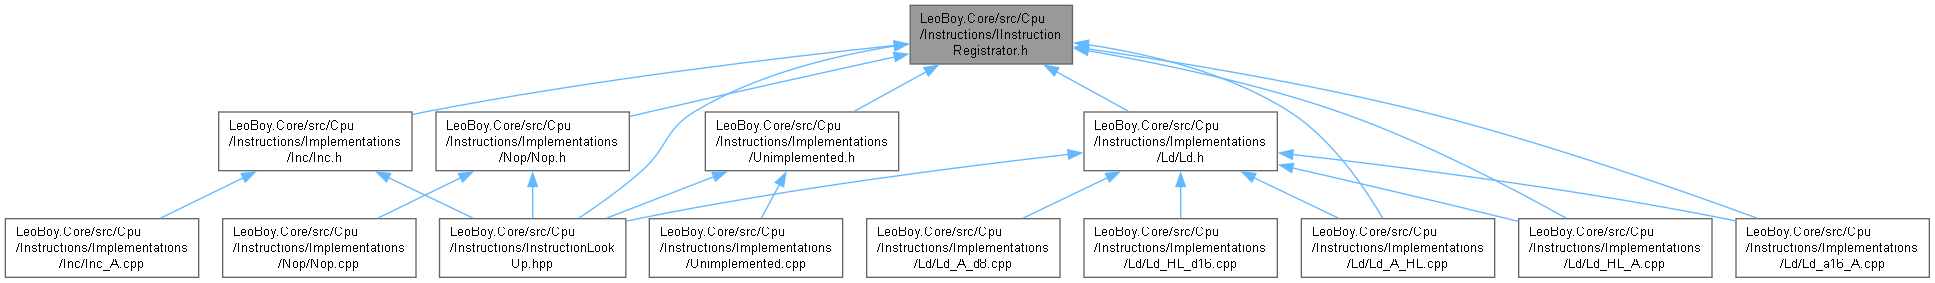 LeoBoy.Core/src/Cpu
/Instructions/IInstruction
Registrator.h
LeoBoy.Core/src/Cpu
/Instructions/Implementations
/Inc/Inc.h
LeoBoy.Core/src/Cpu
/Instructions/Implementations
/Nop/Nop.h
LeoBoy.Core/src/Cpu
/Instructions/Implementations
/Unimplemented.h
LeoBoy.Core/src/Cpu
/Instructions/Implementations
/Ld/Ld.h
LeoBoy.Core/src/Cpu
/Instructions/Implementations
/Inc/Inc_A.cpp
LeoBoy.Core/src/Cpu
/Instructions/Implementations
/Nop/Nop.cpp
LeoBoy.Core/src/Cpu
/Instructions/InstructionLook
Up.hpp
LeoBoy.Core/src/Cpu
/Instructions/Implementations
/Unimplemented.cpp
LeoBoy.Core/src/Cpu
/Instructions/Implementations
/Ld/Ld_A_d8.cpp
LeoBoy.Core/src/Cpu
/Instructions/Implementations
/Ld/Ld_HL_d16.cpp
LeoBoy.Core/src/Cpu
/Instructions/Implementations
/Ld/Ld_A_HL.cpp
LeoBoy.Core/src/Cpu
/Instructions/Implementations
/Ld/Ld_HL_A.cpp
LeoBoy.Core/src/Cpu
/Instructions/Implementations
/Ld/Ld_a16_A.cpp